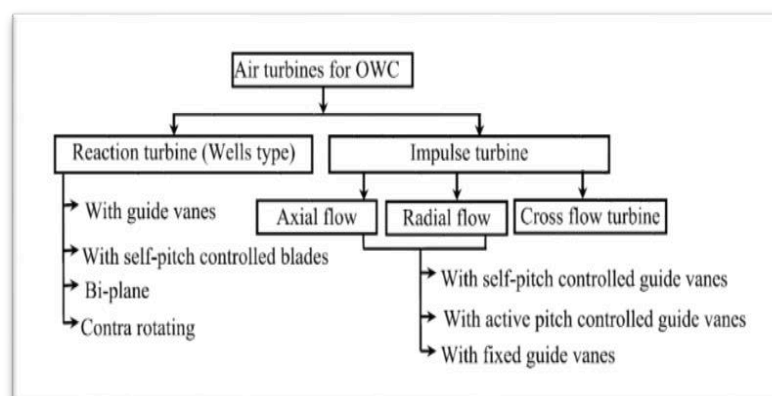 Air turbines for OWC
Reaction turbine (Wells type)
Impulse turbine
With guide vanes
With self-pitch controlled blades
Bi-plane
Contra rotating
Axial flow
Radial flow
Cross flow turbine
With self-pitch controlled guide vanes
With active pitch controlled guide vanes
With fixed guide vanes